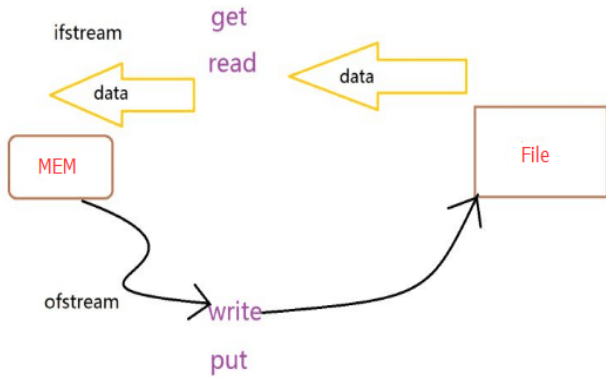 get
ifstream
read
data
data
MEM
File
ofstream
write
put